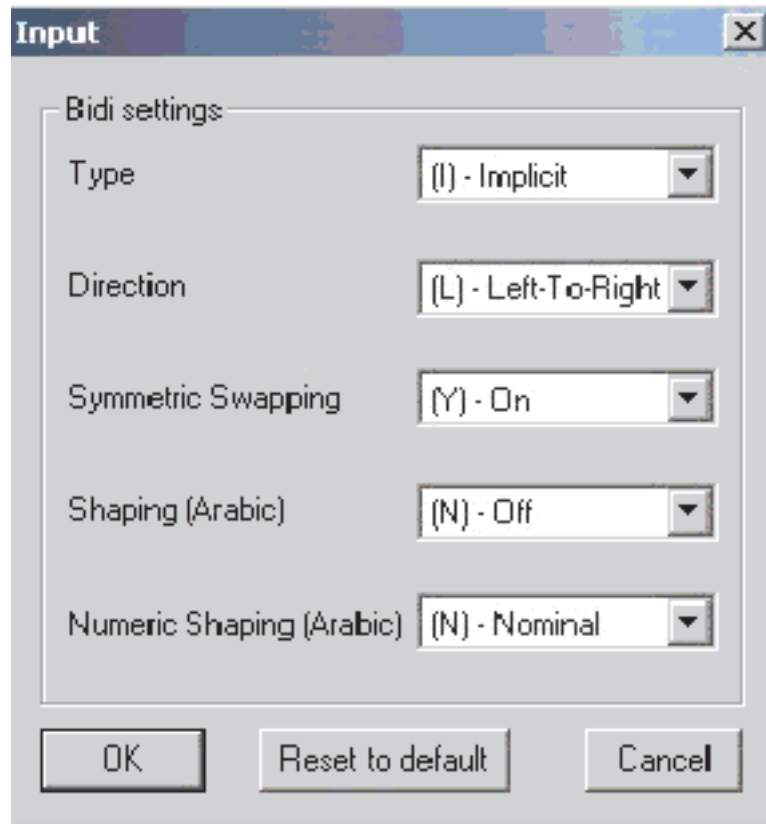 Input
Bidi settings
Type (I) - Implicit
Direction (L) - Left-To-Right
Symmetric Swapping (Y) - On
Shaping (Arabic) (N) - Off
Numeric Shaping (Arabic) (N) - Nominal
OK Reset to default Cancel